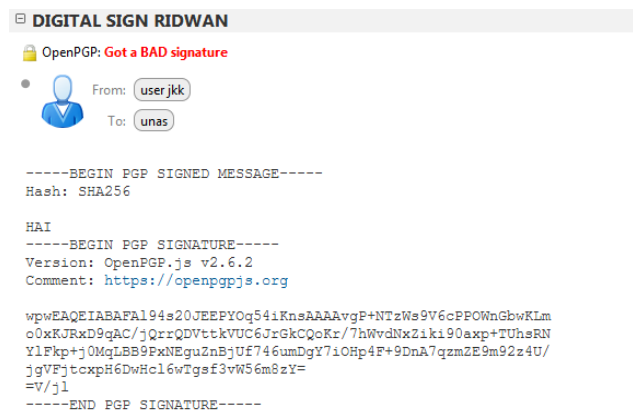 DIGITAL SIGN RIDWAN
OpenPGP: Got a BAD signature
From: user jkk
To: unas
-----BEGIN PGP SIGNED MESSAGE-----
Hash: SHA256
HAI
-----BEGIN PGP SIGNATURE-----
Version: OpenPGP.js v2.6.2
Comment: https://openpgpjs.org
wpwEAQEIABAFAl94s20JEEPYOq54iKnsAAAAvgP+NTzWs9V6cPPOWnGbwKLm
o0xKJRxD9qAC/jQrrQDVttkVUC6JrGkCQoKr/7hWvdNxZiki90axp+TUhsRN
YlFkp+j0MqLBB9PxNEguZnBjUf746umDgY7iOHp4F+9DnA7qzmZE9m92z4U/
jgVFjtcxpH6DwHcl6wTgsf3vW56m8zY=
=V/jl
-----END PGP SIGNATURE-----